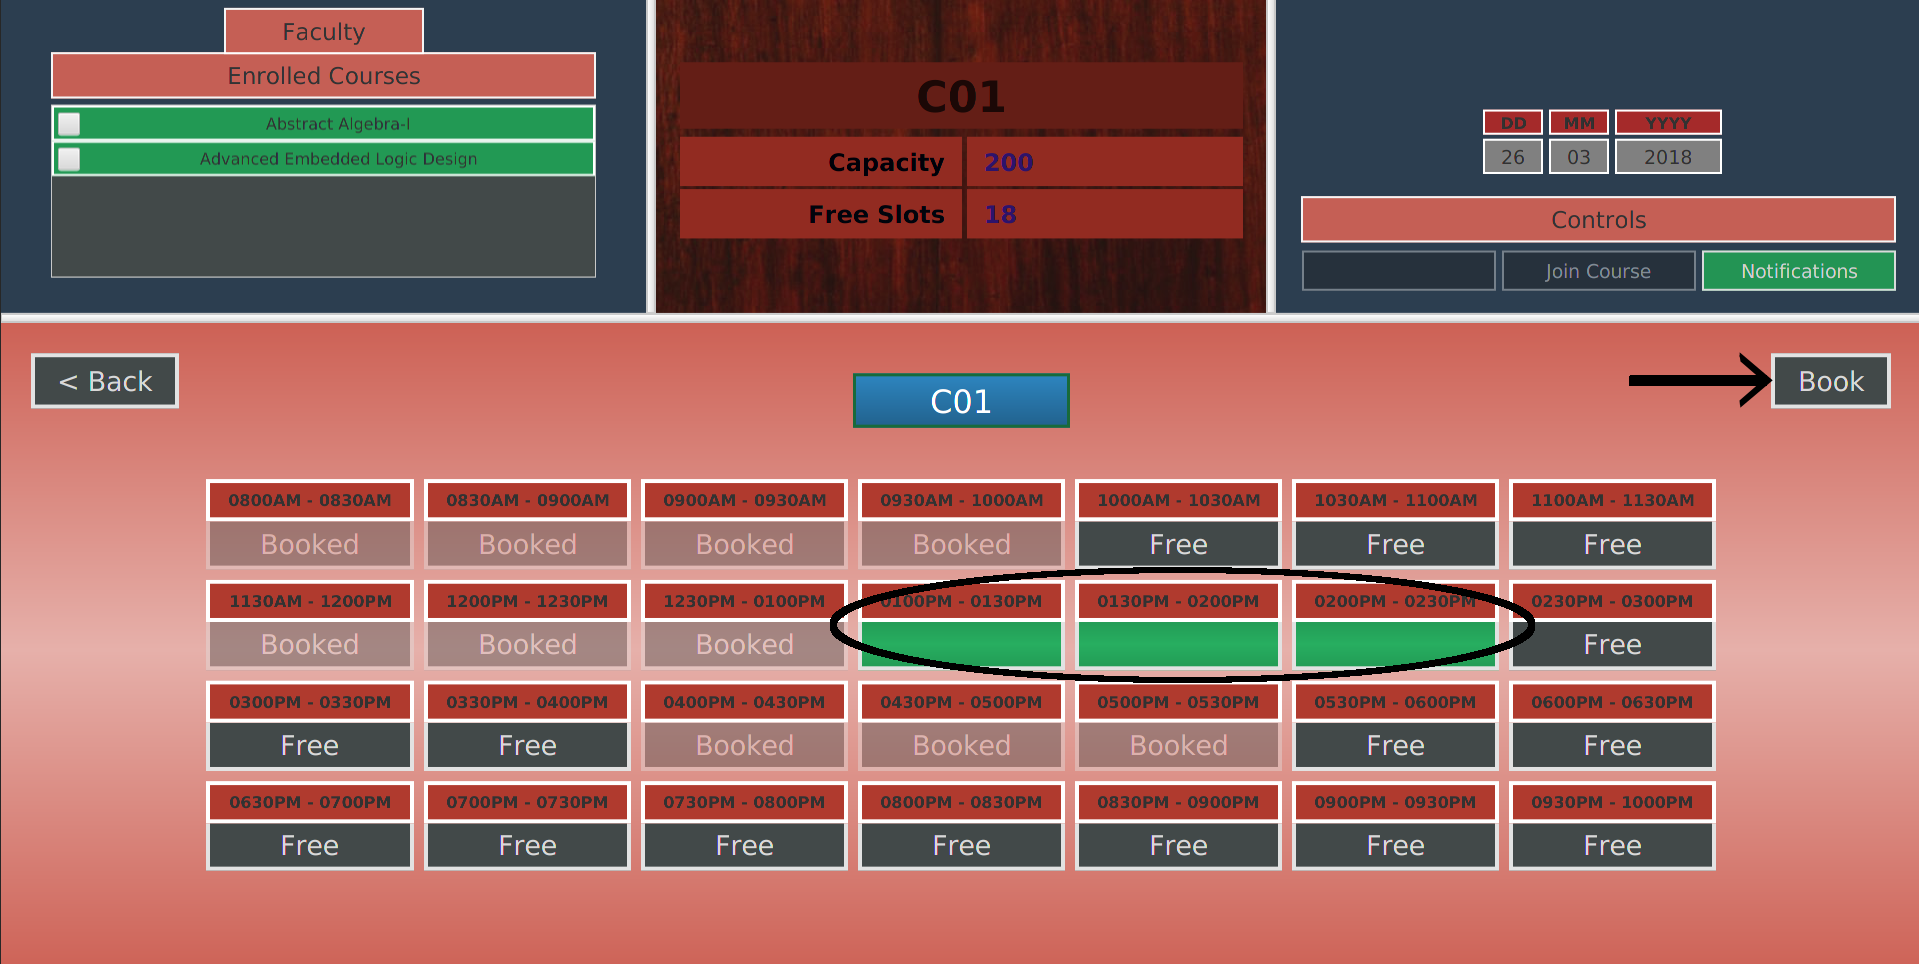 Faculty
Enrolled Courses
Abstract Algebra-I
Advanced Embedded Logic Design
C01
Capacity 200
Free Slots 18
DD MM YYYY
26 03 2018
Controls
Join Course Notifications
< Back
C01
Book
0800AM - 0830AM 0830AM - 0900AM 0900AM - 0930AM 0930AM - 1000AM 1000AM - 1030AM 1030AM - 1100AM 1100AM - 1130AM
Booked Booked Booked Booked Free Free Free
1130AM - 1200PM 1200PM - 1230PM 1230PM - 0100PM 0100PM - 0130PM 0130PM - 0200PM 0200PM - 0230PM 0230PM - 0300PM
Booked Booked Booked Free
0300PM - 0330PM 0330PM - 0400PM 0400PM - 0430PM 0430PM - 0500PM 0500PM - 0530PM 0530PM - 0600PM 0600PM - 0630PM
Free Free Booked Booked Booked Free Free
0630PM - 0700PM 0700PM - 0730PM 0730PM - 0800PM 0800PM - 0830PM 0830PM - 0900PM 0900PM - 0930PM 0930PM - 1000PM
Free Free Free Free Free Free Free